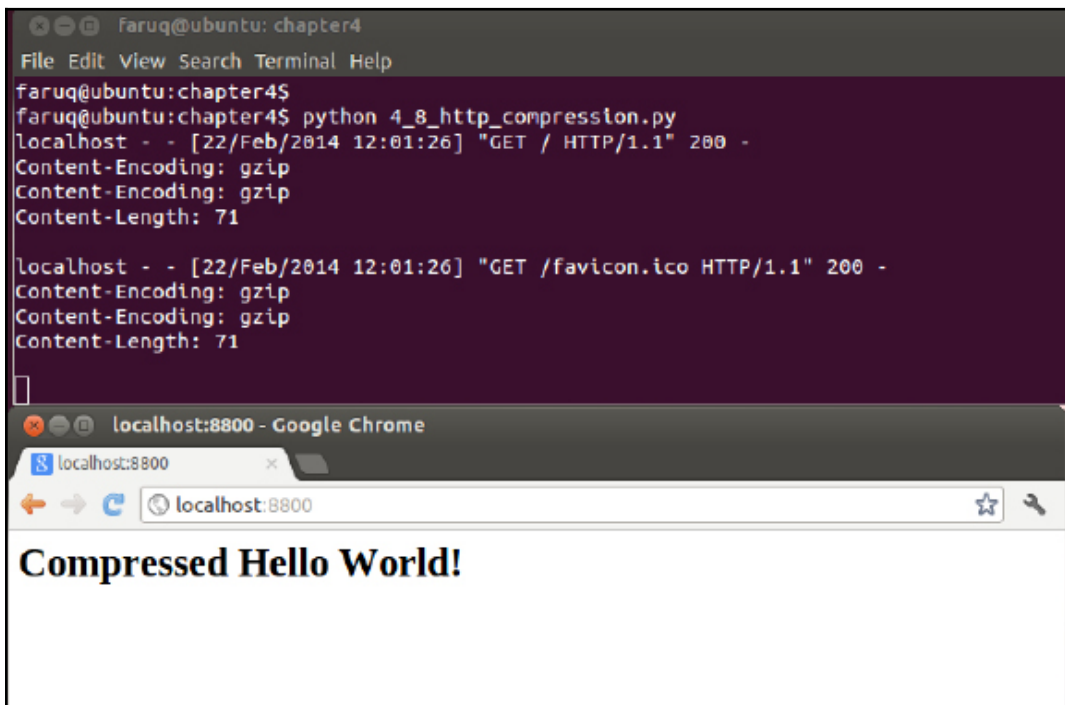 faruq@ubuntu: chapter4
File Edit View Search Terminal Help
faruq@ubuntu:chapter4$
faruq@ubuntu:chapter4$ python 4_8_http_compression.py
localhost - - [22/Feb/2014 12:01:26] "GET / HTTP/1.1" 200 -
Content-Encoding: gzip
Content-Encoding: gzip
Content-Length: 71
localhost - - [22/Feb/2014 12:01:26] "GET /favicon.ico HTTP/1.1" 200 -
Content-Encoding: gzip
Content-Encoding: gzip
Content-Length: 71
localhost:8800 - Google Chrome
8 localhost:8800
localhost:8800
Compressed Hello World!